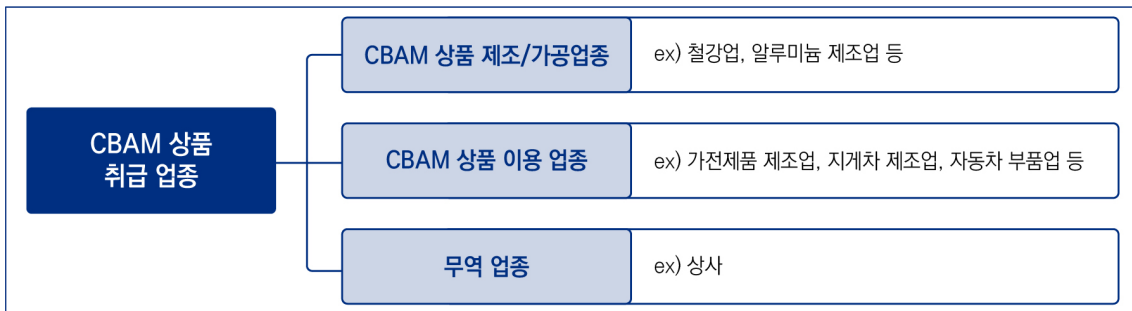 CBAM 상품 제조/가공업종
ex) 철강업, 알루미늄 제조업 등
CBAM 상품
취급 업종
CBAM 상품 이용 업종
ex) 가전제품 제조업, 지게차 제조업, 자동차 부품업 등
무역 업종
ex) 상사